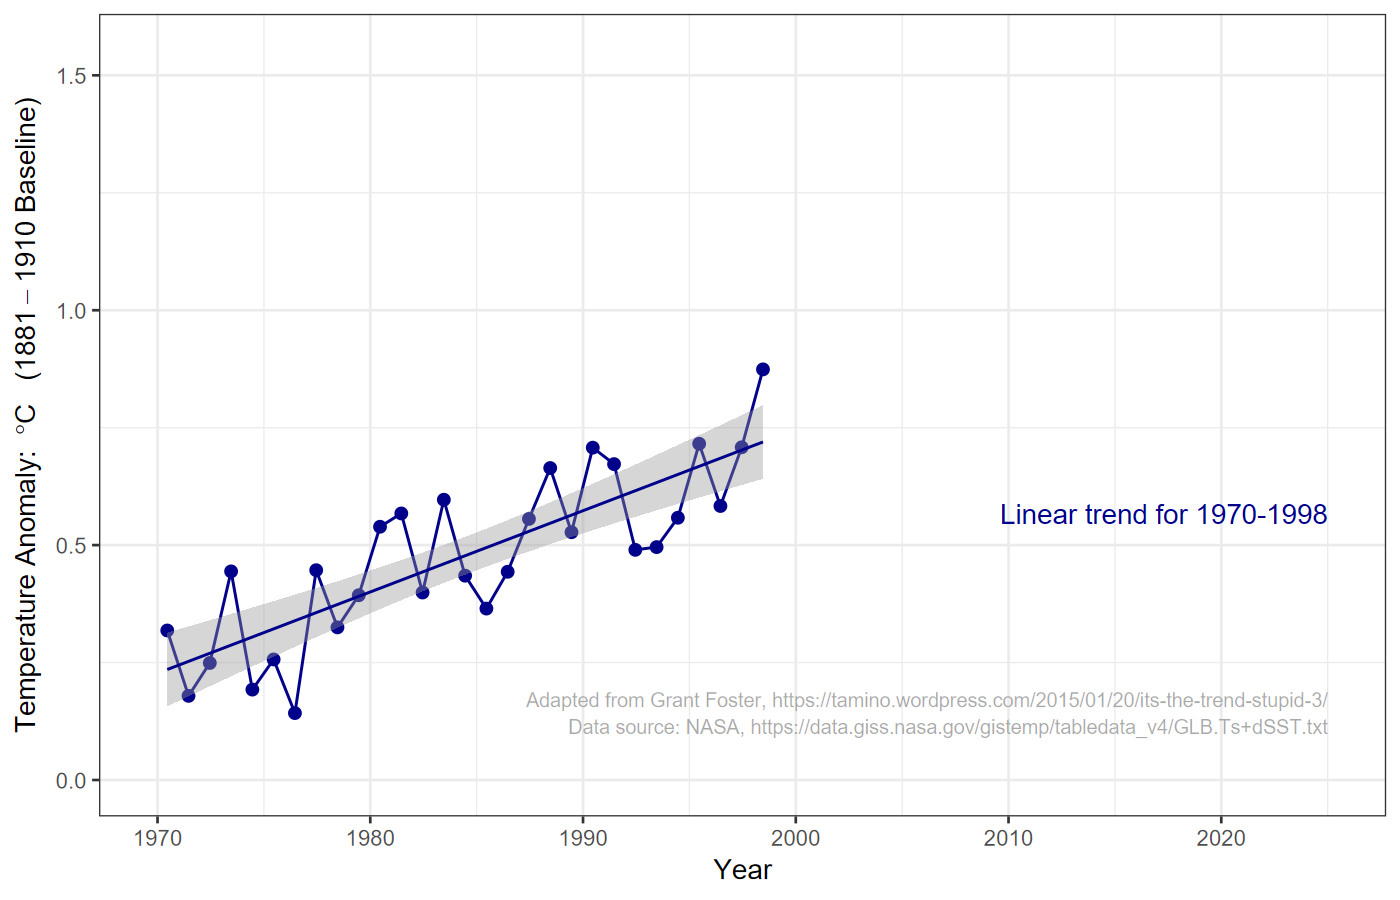 Temperature Anomaly: °C (1881 – 1910 Baseline)
1.5
1.0
0.5
0.0
Linear trend for 1970-1998
Adapted from Grant Foster, https://tamino.wordpress.com/2015/01/20/its-the-trend-stupid-3/
Data source: NASA, https://data.giss.nasa.gov/gistemp/tabledata_v4/GLB.Ts+dSST.txt
1970 1980 1990 2000 2010 2020
Year